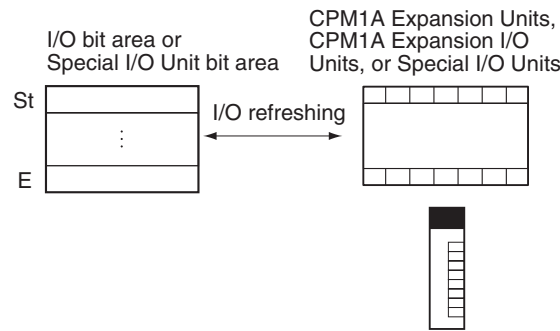 I/O bit area or
Special I/O Unit bit area
CPM1A Expansion Units,
CPM1A Expansion I/O
Units, or Special I/O Units
St
I/O refreshing
E